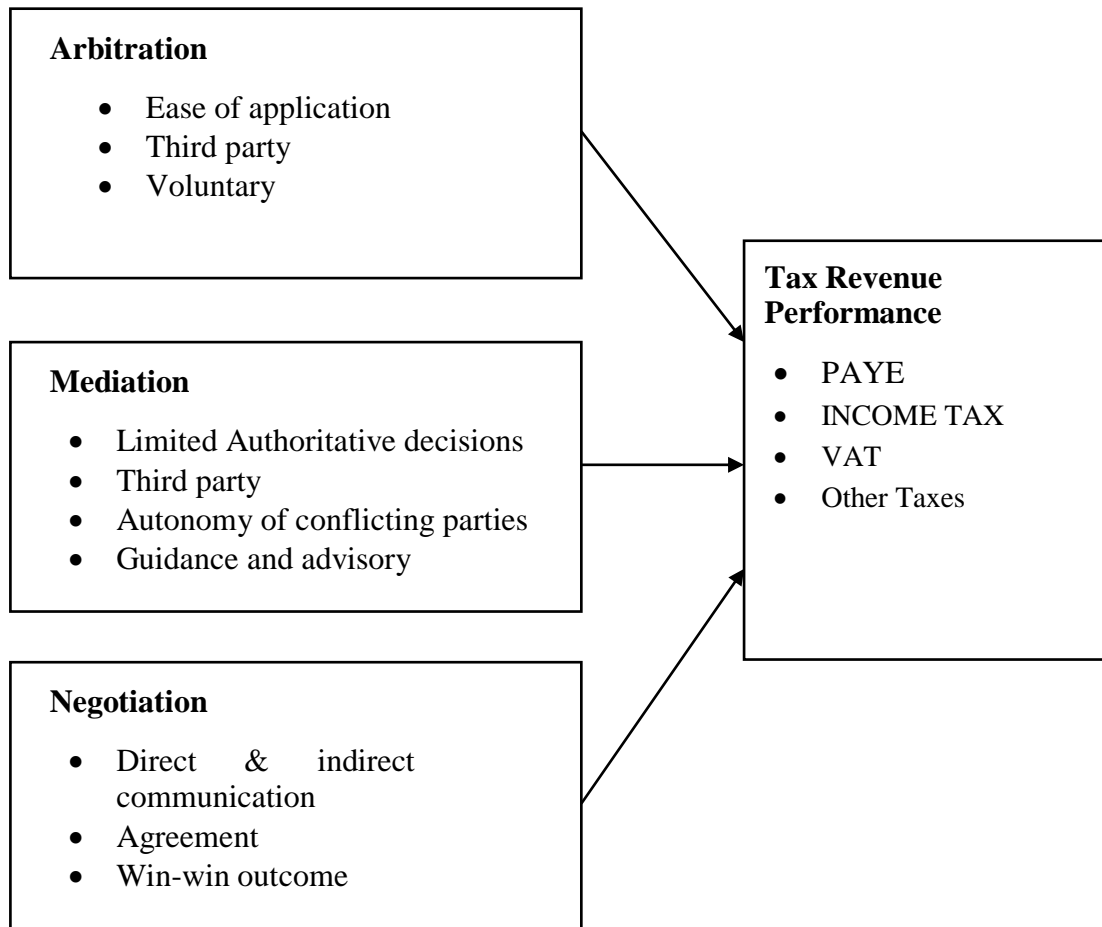 Arbitration
• Ease of application
• Third party
• Voluntary
Mediation
• Limited Authoritative decisions
• Third party
• Autonomy of conflicting parties
• Guidance and advisory
Negotiation
• Direct & indirect
communication
• Agreement
• Win-win outcome
Tax Revenue
Performance
• PAYE
• INCOME TAX
• VAT
• Other Taxes